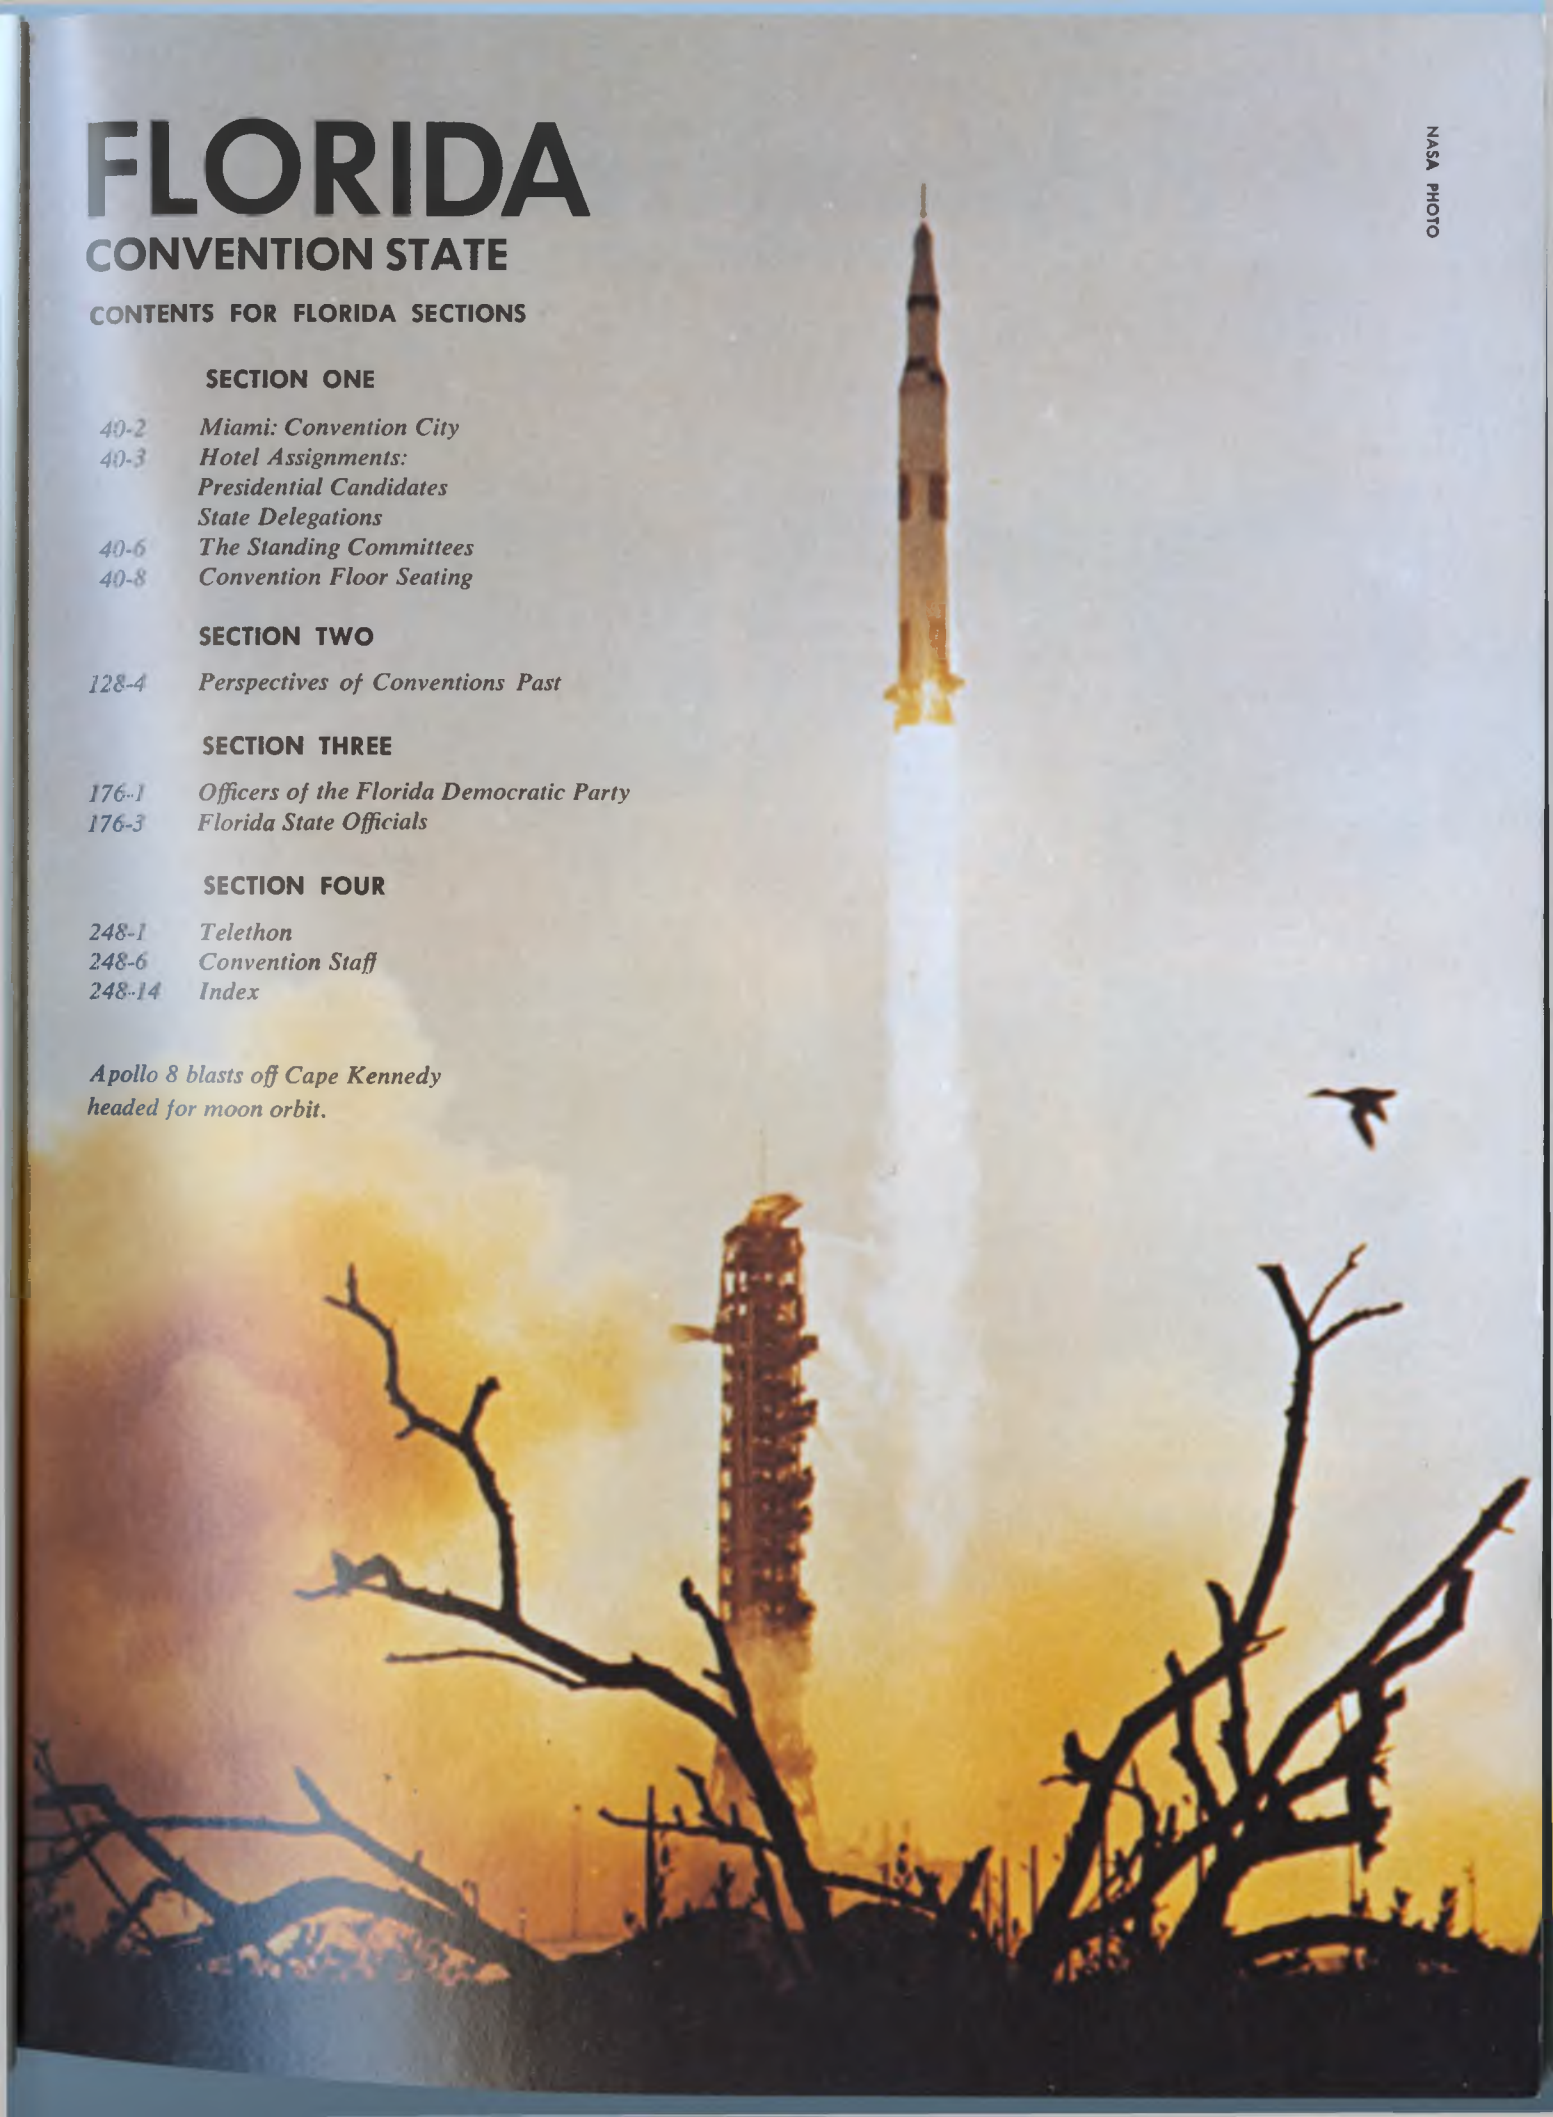 FLORIDA
CONVENTION STATE
CONTENTS FOR FLORIDA SECTIONS
SECTION ONE
40-2 Miami: Convention City
40-3 Hotel Assignments:
Presidential Candidates
State Delegations
40-6 The Standing Committees
40-8 Convention Floor Seating
SECTION TWO
128-4 Perspectives of Conventions Past
SECTION THREE
176-1 Officers of the Florida Democratic Party
176-3 Florida State Officials
SECTION FOUR
248-1 Telethon
248-6 Convention Staff
248-14 Index
Apollo 8 blasts off Cape Kennedy
headed for moon orbit.
NASA PHOTO